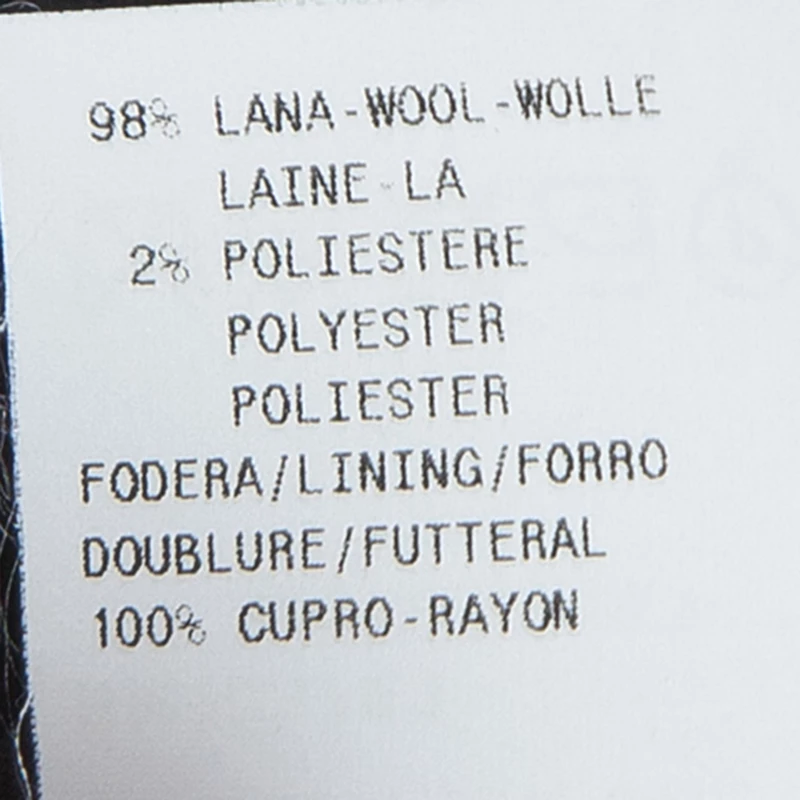 98% LANA-WOOL-WOLLE
LAINE-LA
2% POLIESTERE
POLYESTER
POLIESTER
FODERA/LINING/FORRO
DOUBLURE/FUTTERAL
100% CUPRO-RAYON